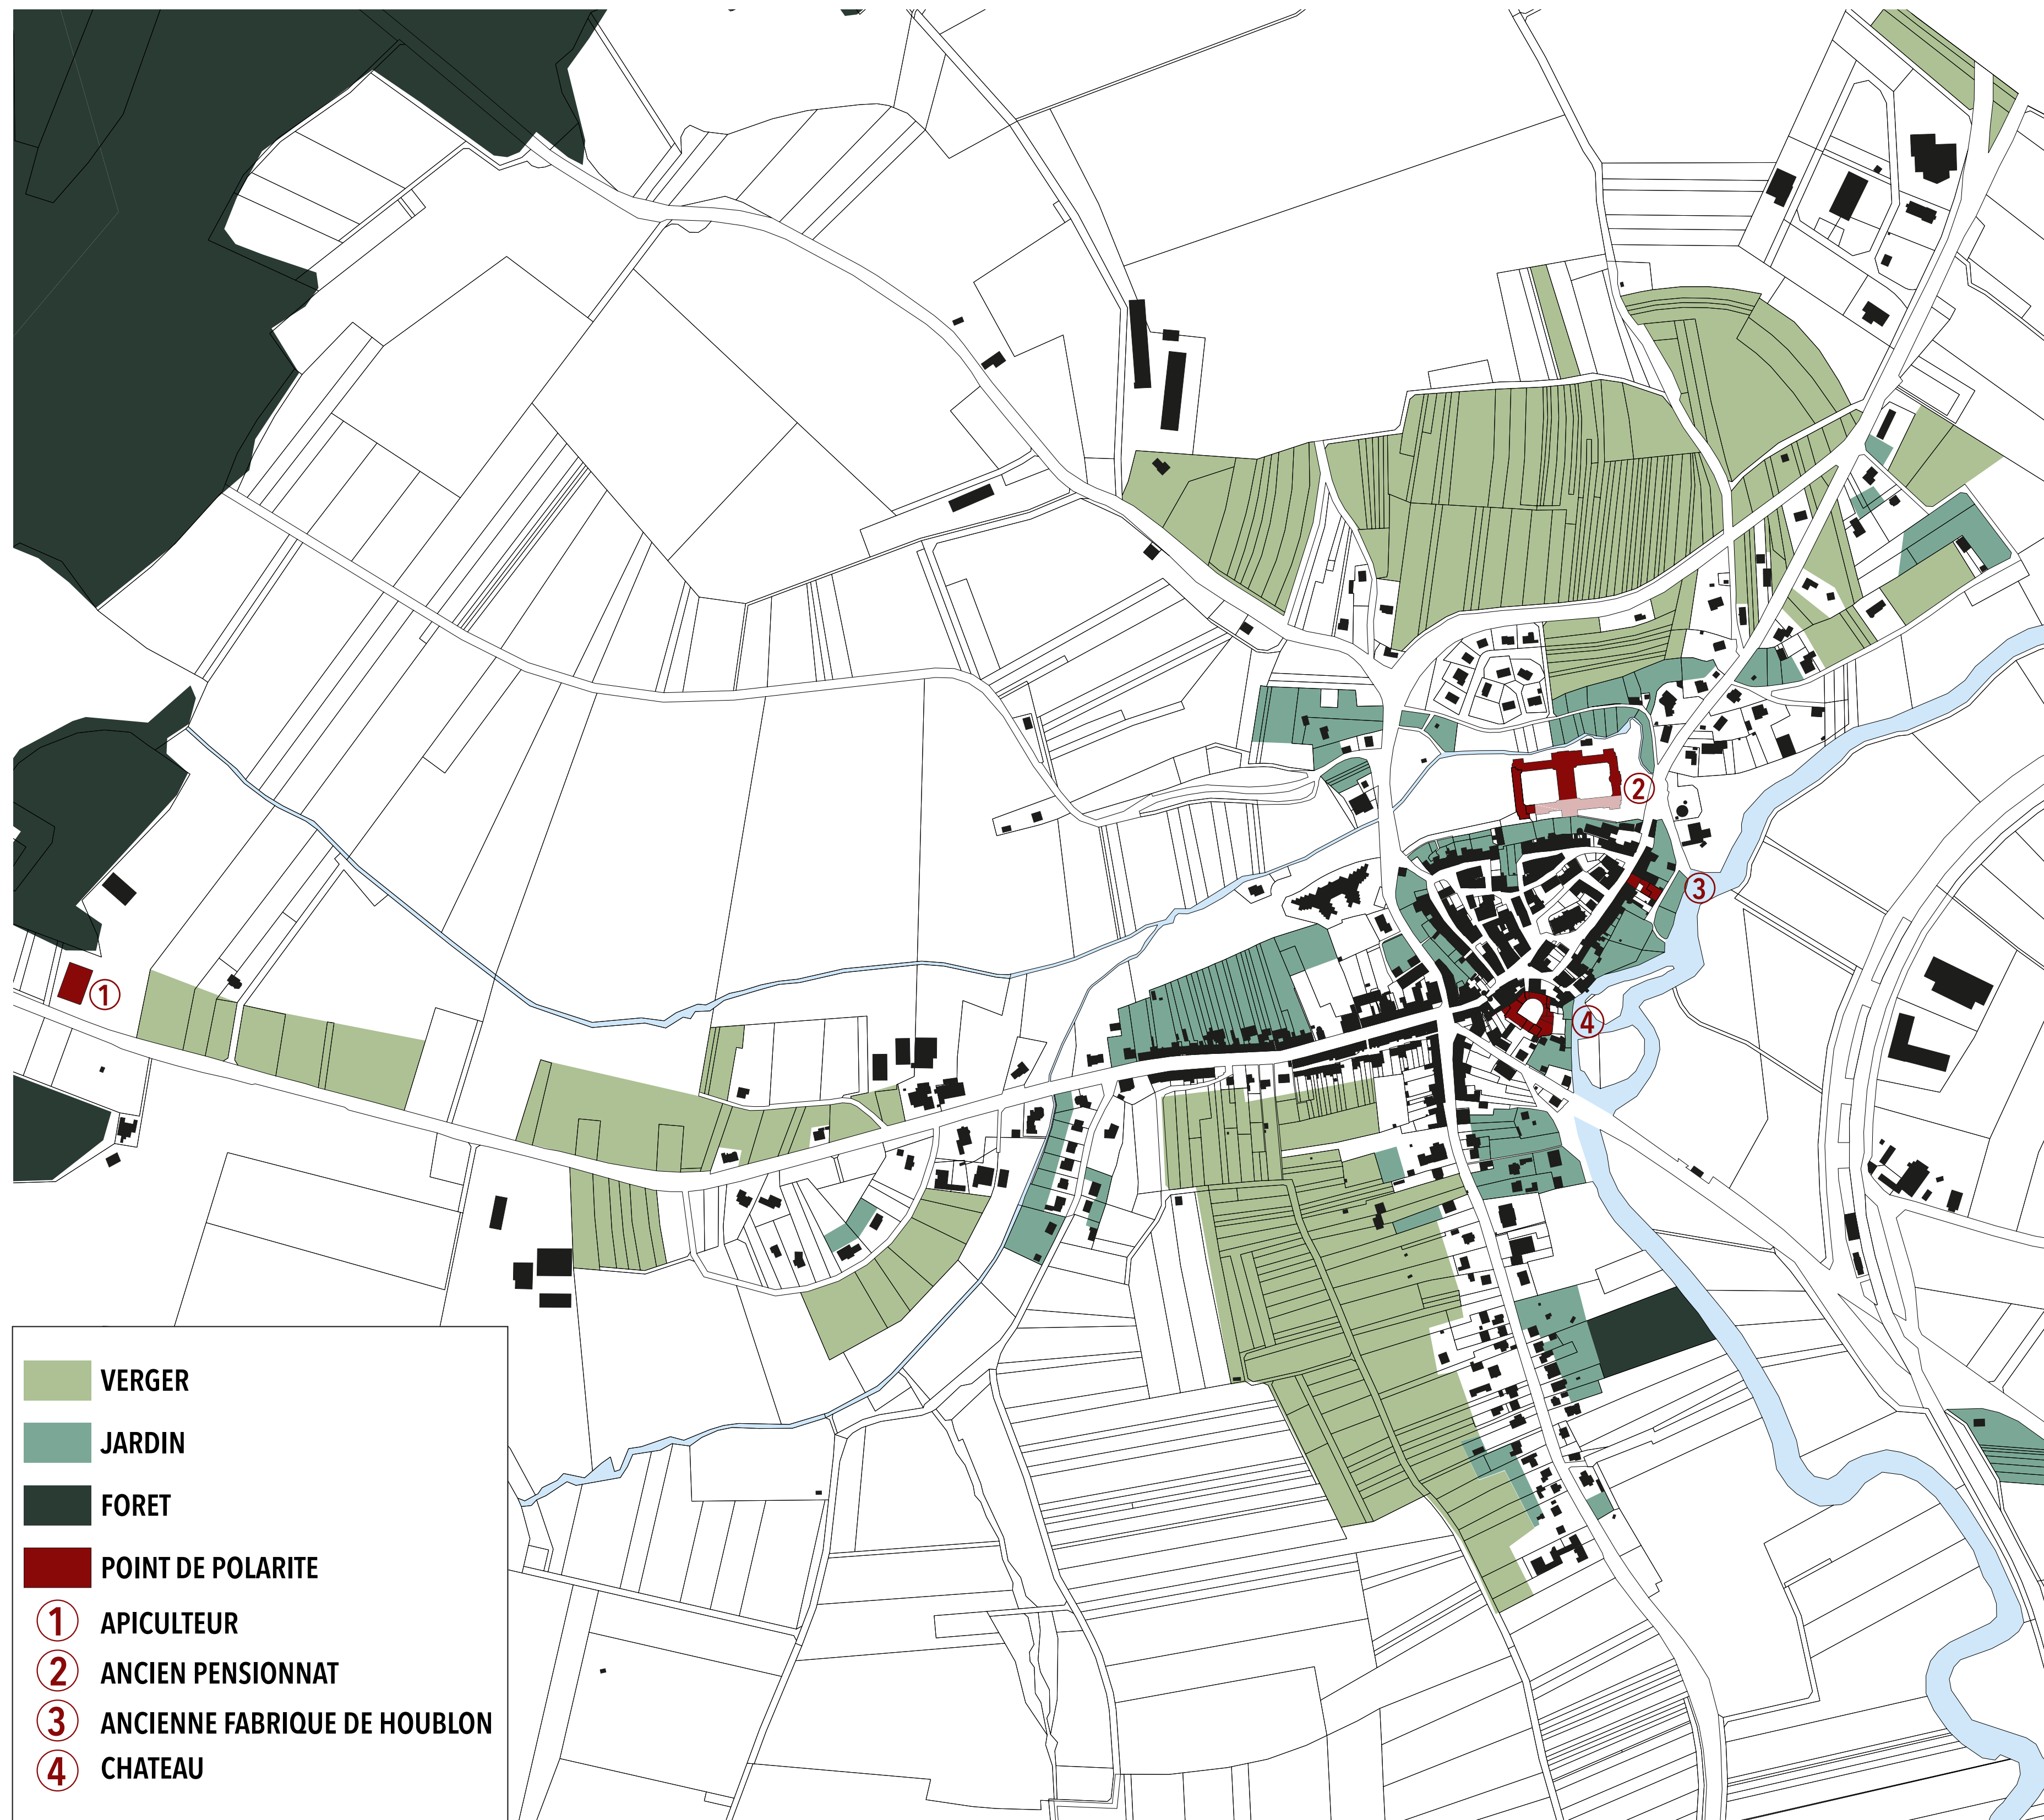 2
3
1
4
VERGER
JARDIN
FORET
POINT DE POLARITE
1 APICULTEUR
2 ANCIEN PENSIONNAT
3 ANCIENNE FABRIQUE DE HOUBLON
4 CHATEAU